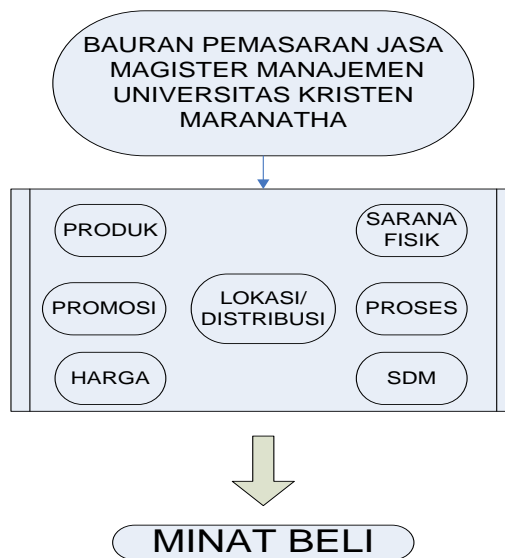 BAURAN PEMASARAN JASA
MAGISTER MANAJEMEN
UNIVERSITAS KRISTEN
MARANATHA
PRODUK
SARANA
FISIK
PROMOSI
LOKASI/
DISTRIBUSI
PROSES
HARGA
SDM
MINAT BELI